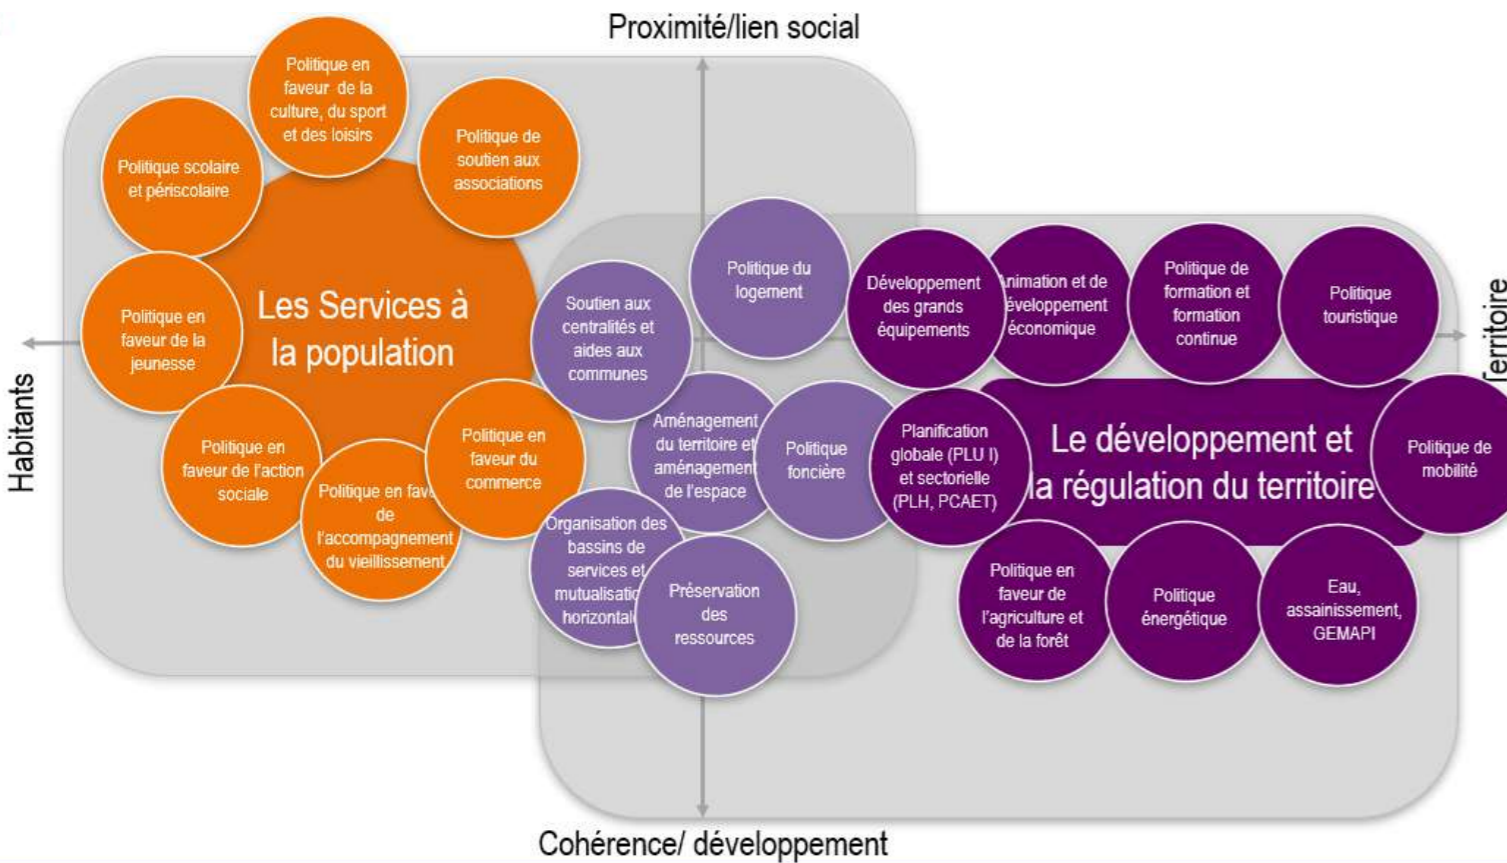 Proximité/lien social
Politique en
faveur de la
culture, du sport
et des loisirs
Politique de
soutien aux
associations
Politique scolaire
et périscolaire
Politique en
faveur de la
jeunesse
Les Services à
la population
Politique en
faveur de l'action
sociale
Politique en fave
de
l'accompagnement
du vieillissement
Politique en
faveur du
commerce
Habitants
Soutien aux
centralités et
aides aux
communes
Politique du
logement
Aménagement
du territoire et
aménagement
de l'espace
Politique
foncière
Organisation des
bassins de
services et
mutualisation
horizontale
Préservation
des
ressources
Développement
des grands
équipements
Animation et de
développement
économique
Politique de
formation et
formation
continue
Politique
touristique
Territoire
Planification
globale (PLU I)
et sectorielle
(PLH, PCAET)
Le développement et
la régulation du territoire
Politique de
mobilité
Politique en
faveur de
l'agriculture et
de la forêt
Politique
énergétique
Eau,
assainissement,
GEMAPI
Cohérence/ développement